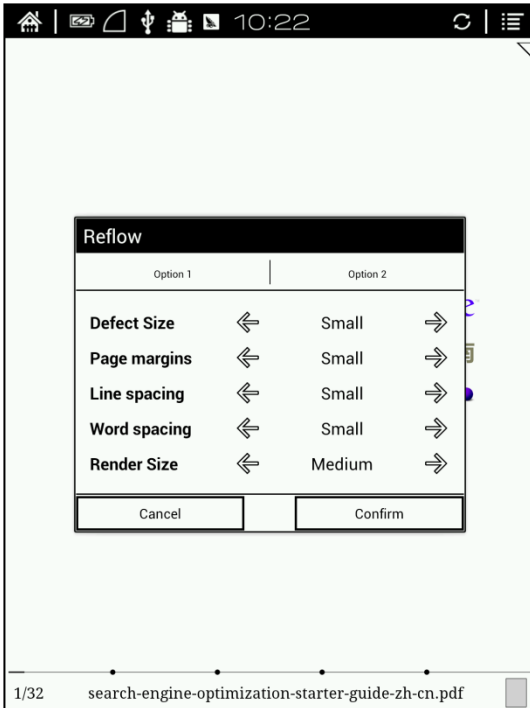 10:22
Reflow
Option 1 Option 2
Defect Size Small
Page margins Small
Line spacing Small
Word spacing Small
Render Size Medium
Cancel Confirm
1/32 search-engine-optimization-starter-guide-zh-cn.pdf